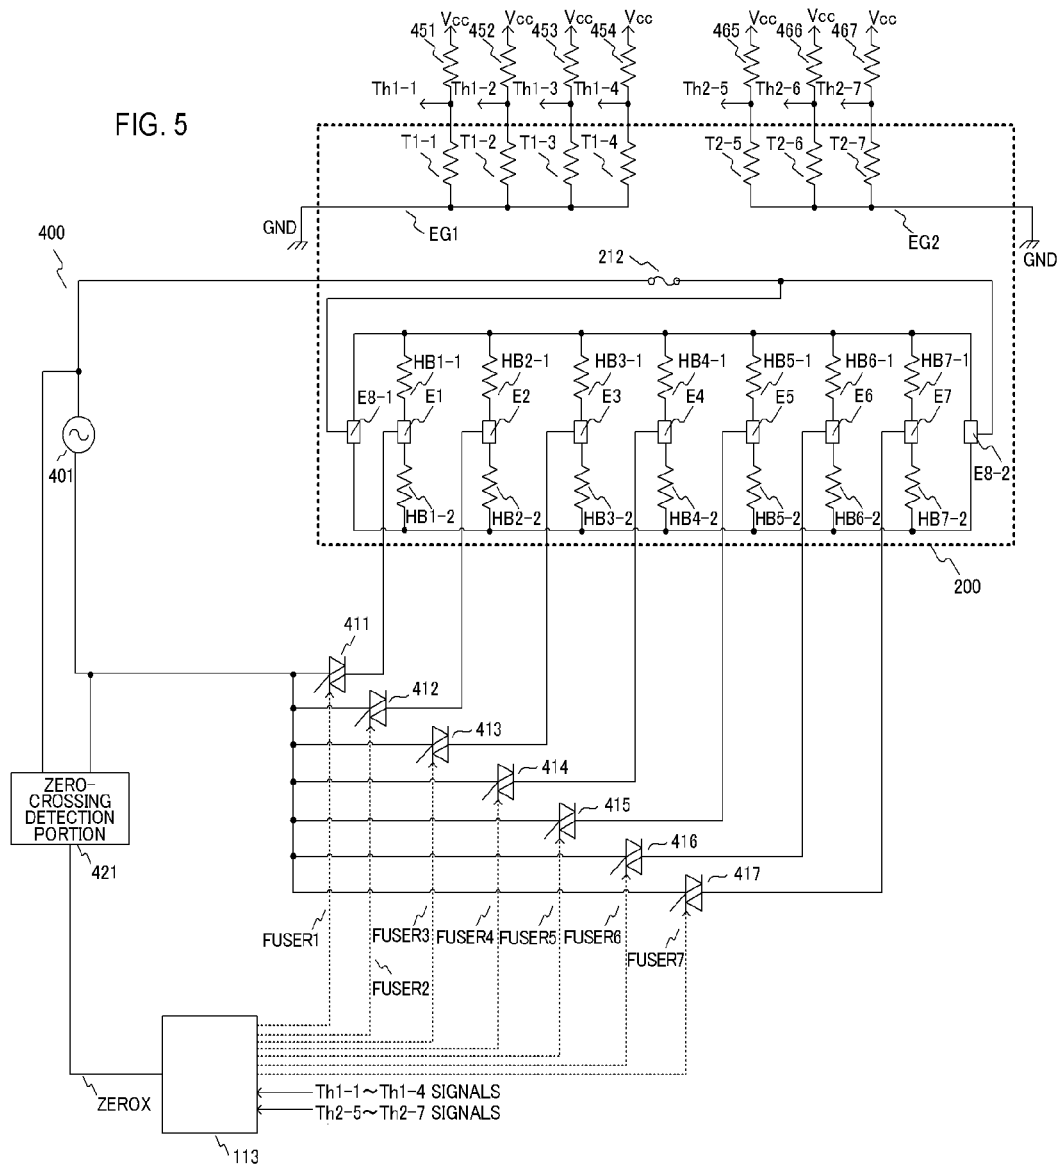 Vcc Vcc Vcc Vcc Vcc Vcc Vcc
451 452 453 454 465 466 467
Th1-1 Th1-2 Th1-3 Th1-4 Th2-5 Th2-6 Th2-7
FIG. 5
T1-1 T1-2 T1-3 T1-4 T2-5 T2-6 T2-7
GND EG1 EG2 GND
400
212
HB1-1 HB2-1 HB3-1 HB4-1 HB5-1 HB6-1 HB7-1
E8-1 E1 E2 E3 E4 E5 E6 E7
401
E8-2
HB1-2 HB2-2 HB3-2 HB4-2 HB5-2 HB6-2 HB7-2
200
411
412
413
414
415
416
417
ZERO-
CROSSING
DETECTION
PORTION
421
FUSER1 FUSER3 FUSER4 FUSER5 FUSER6 FUSER7
FUSER2
ZEROX
Th1-1~Th1-4 SIGNALS
Th2-5~Th2-7 SIGNALS
113